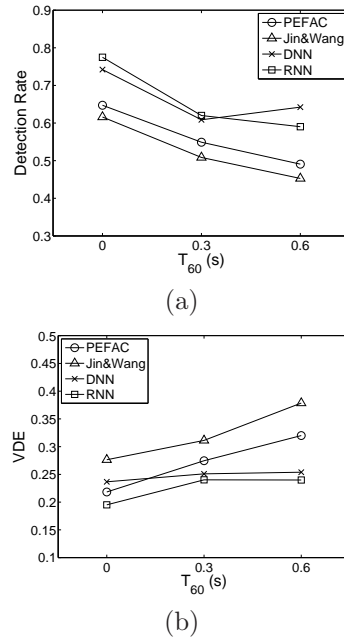 0.9
0.8
0.7
0.6
0.5
0.4
0.3
Detection Rate
PEFAC
Jin&Wang
DNN
RNN
0 0.3 0.6
T60 (s)
(a)
0.5
0.45
0.4
0.35
0.3
0.25
0.2
0.15
0.1
VDE
PEFAC
Jin&Wang
DNN
RNN
0 0.3 0.6
T60 (s)
(b)